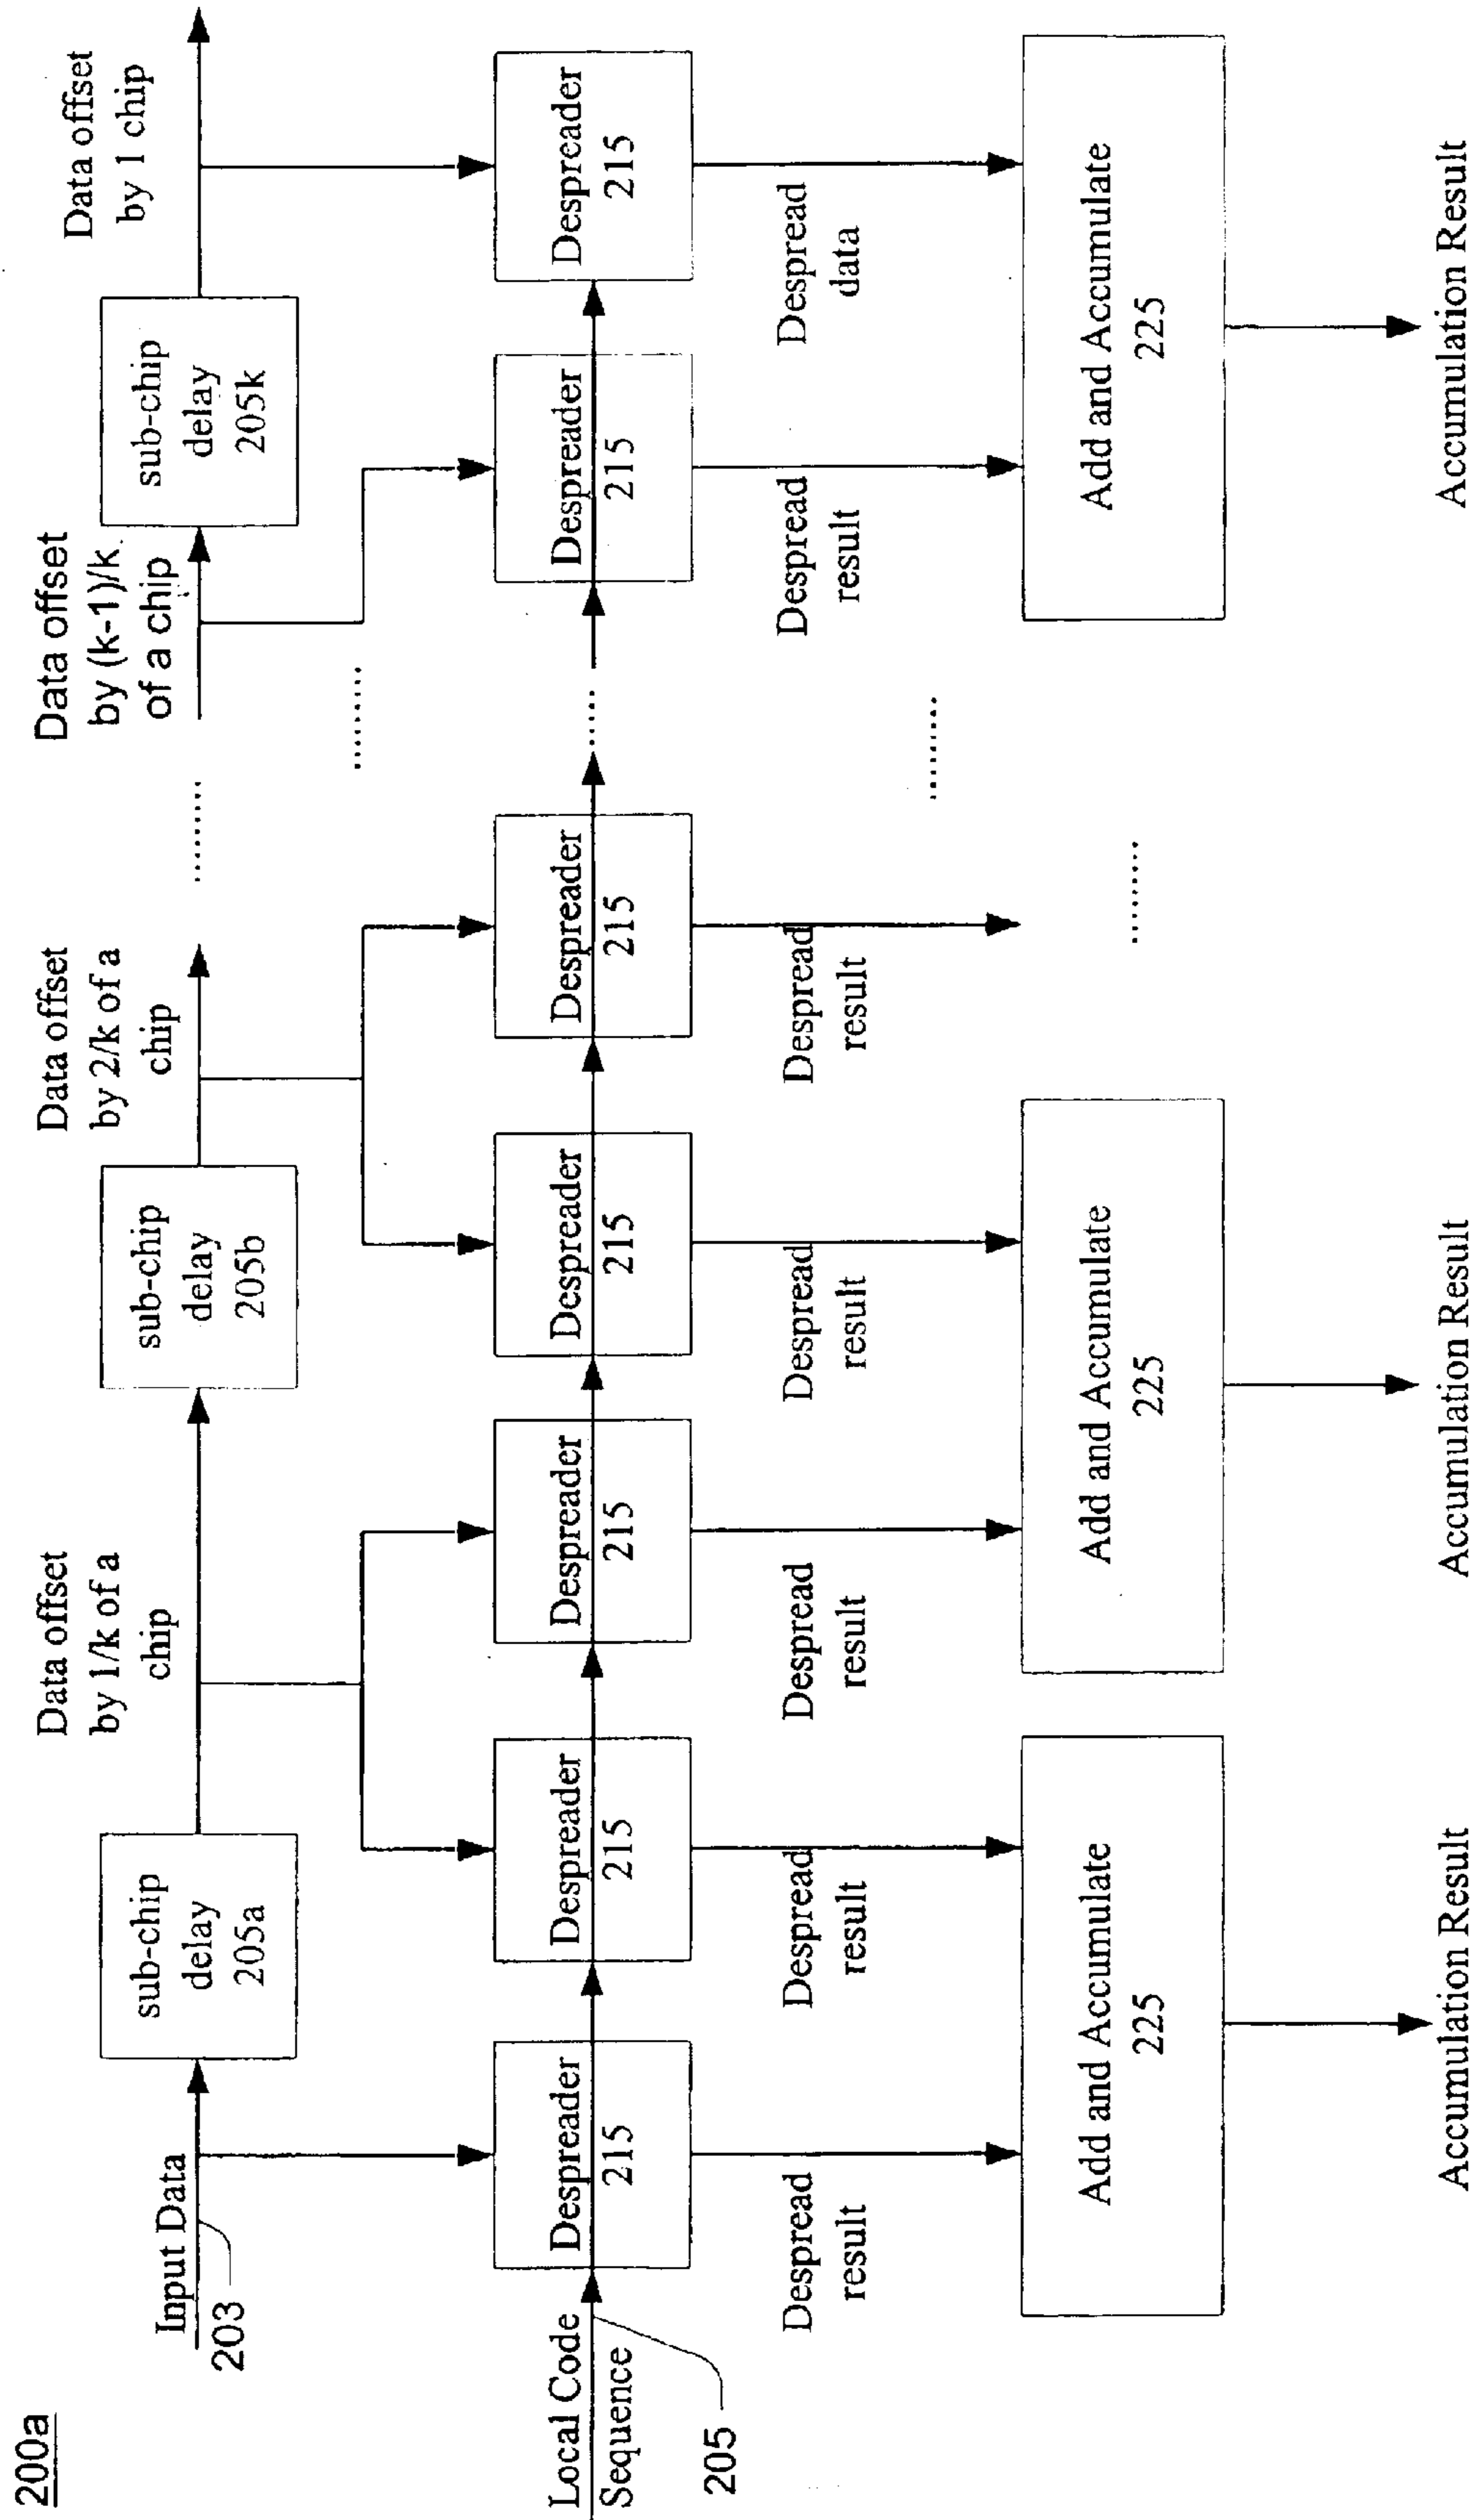 200a
Input Data
203
sub-chip
delay
205a
Data offset
by 1/k of a
chip
sub-chip
delay
205b
Data offset
by 2/k of a
chip
........
Data offset
by (k-1)/k
of a chip
sub-chip
delay
205k
Data offset
by 1 chip
........
Local Code
Sequence
205
Despreader
215
Despreader
215
Despreader
215
Despreader
215
Despreader
215
.....
Despreader
215
Despreader
215
Despread
result
Despread
result
Despread
result
Despread
result
Despread
result
........
Despread
result
Despread
data
Add and Accumulate
225
Add and Accumulate
225
........
Add and Accumulate
225
Accumulation Result
Accumulation Result
Accumulation Result